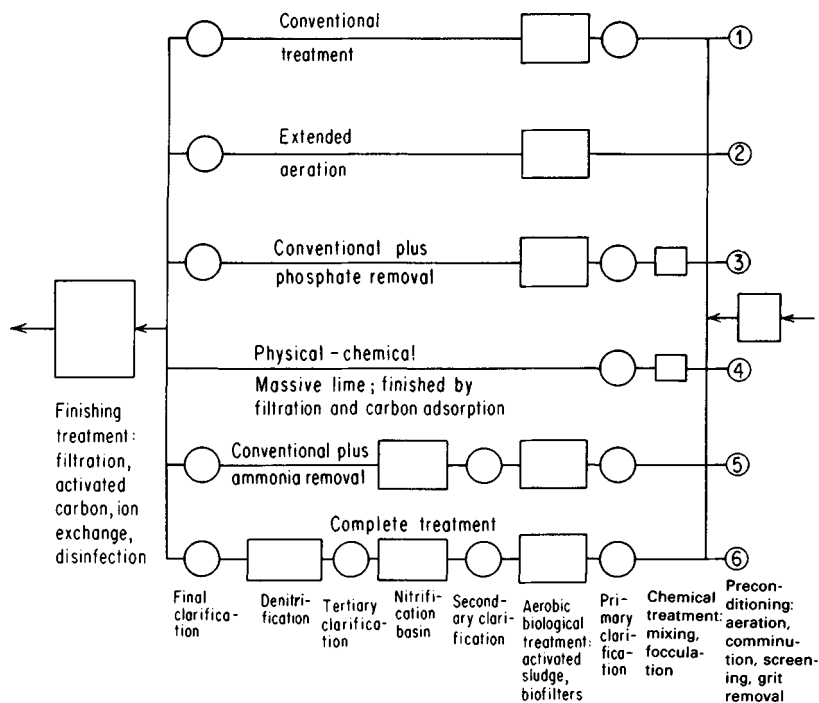 Conventional
treatment
①
Extended
aeration
②
Conventional plus
phosphate removal
③
Physical-chemical
Massive lime; finished by
filtration and carbon adsorption
④
Finishing
treatment:
filtration,
activated
carbon, ion
exchange,
disinfection
Conventional plus
ammonia removal
⑤
Complete treatment
⑥
Final
clarifica-
tion
Denitri-
fication
Tertiary
clarifica-
tion
Nitrifi-
cation
basin
Second-
ary clari-
fication
Aerobic
biological
treatment:
activated
sludge,
biofilters
Pri-
mary
clari-
fica-
tion
Chemical
treatment:
mixing,
focculа-
tion
Precon-
ditioning:
aeration,
comminu-
tion, screen-
ing, grit
removal